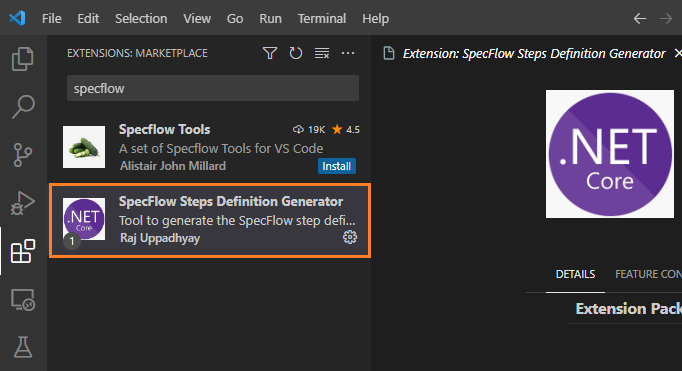 File Edit Selection View Go Run Terminal Help
EXTENSIONS: MARKETPLACE
Extension: SpecFlow Steps Definition Generator
specflow
Specflow Tools 19K 4.5
A set of Specflow Tools for VS Code
Alistair John Millard Install
SpecFlow Steps Definition Generator
Tool to generate the SpecFlow step defi...
Raj Uppadhyay
.NET
Core
1
.NET
Core
DETAILS FEATURE CON
Extension Pack